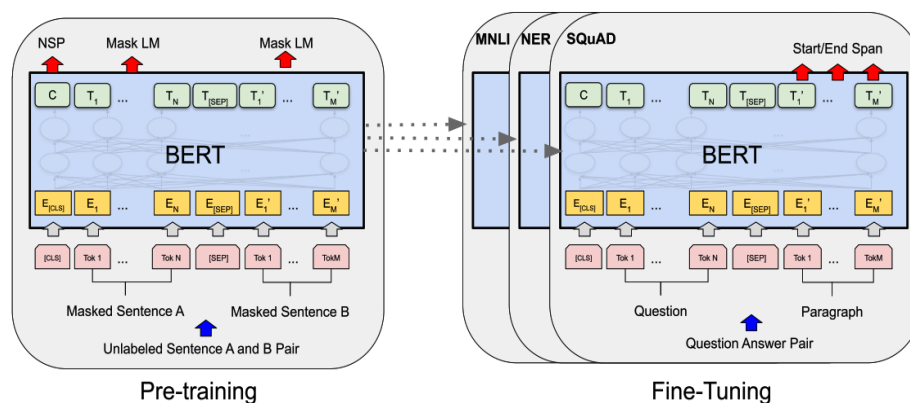 NSP Mask LM Mask LM
C T1 ... TN T[SEP] T1' ... TM'
BERT
E[CLS] E1 ... EN E[SEP] E1' ... EM'
[CLS] Tok 1 ... Tok N [SEP] Tok 1 ... TokM
Masked Sentence A Masked Sentence B
Unlabeled Sentence A and B Pair
Pre-training
MNLI NER SQuAD
Start/End Span
C T1 ... TN T[SEP] T1' ... TM'
BERT
E[CLS] E1 ... EN E[SEP] E1' ... EM'
[CLS] Tok 1 ... Tok N [SEP] Tok 1 ... TokM
Question Paragraph
Question Answer Pair
Fine-Tuning